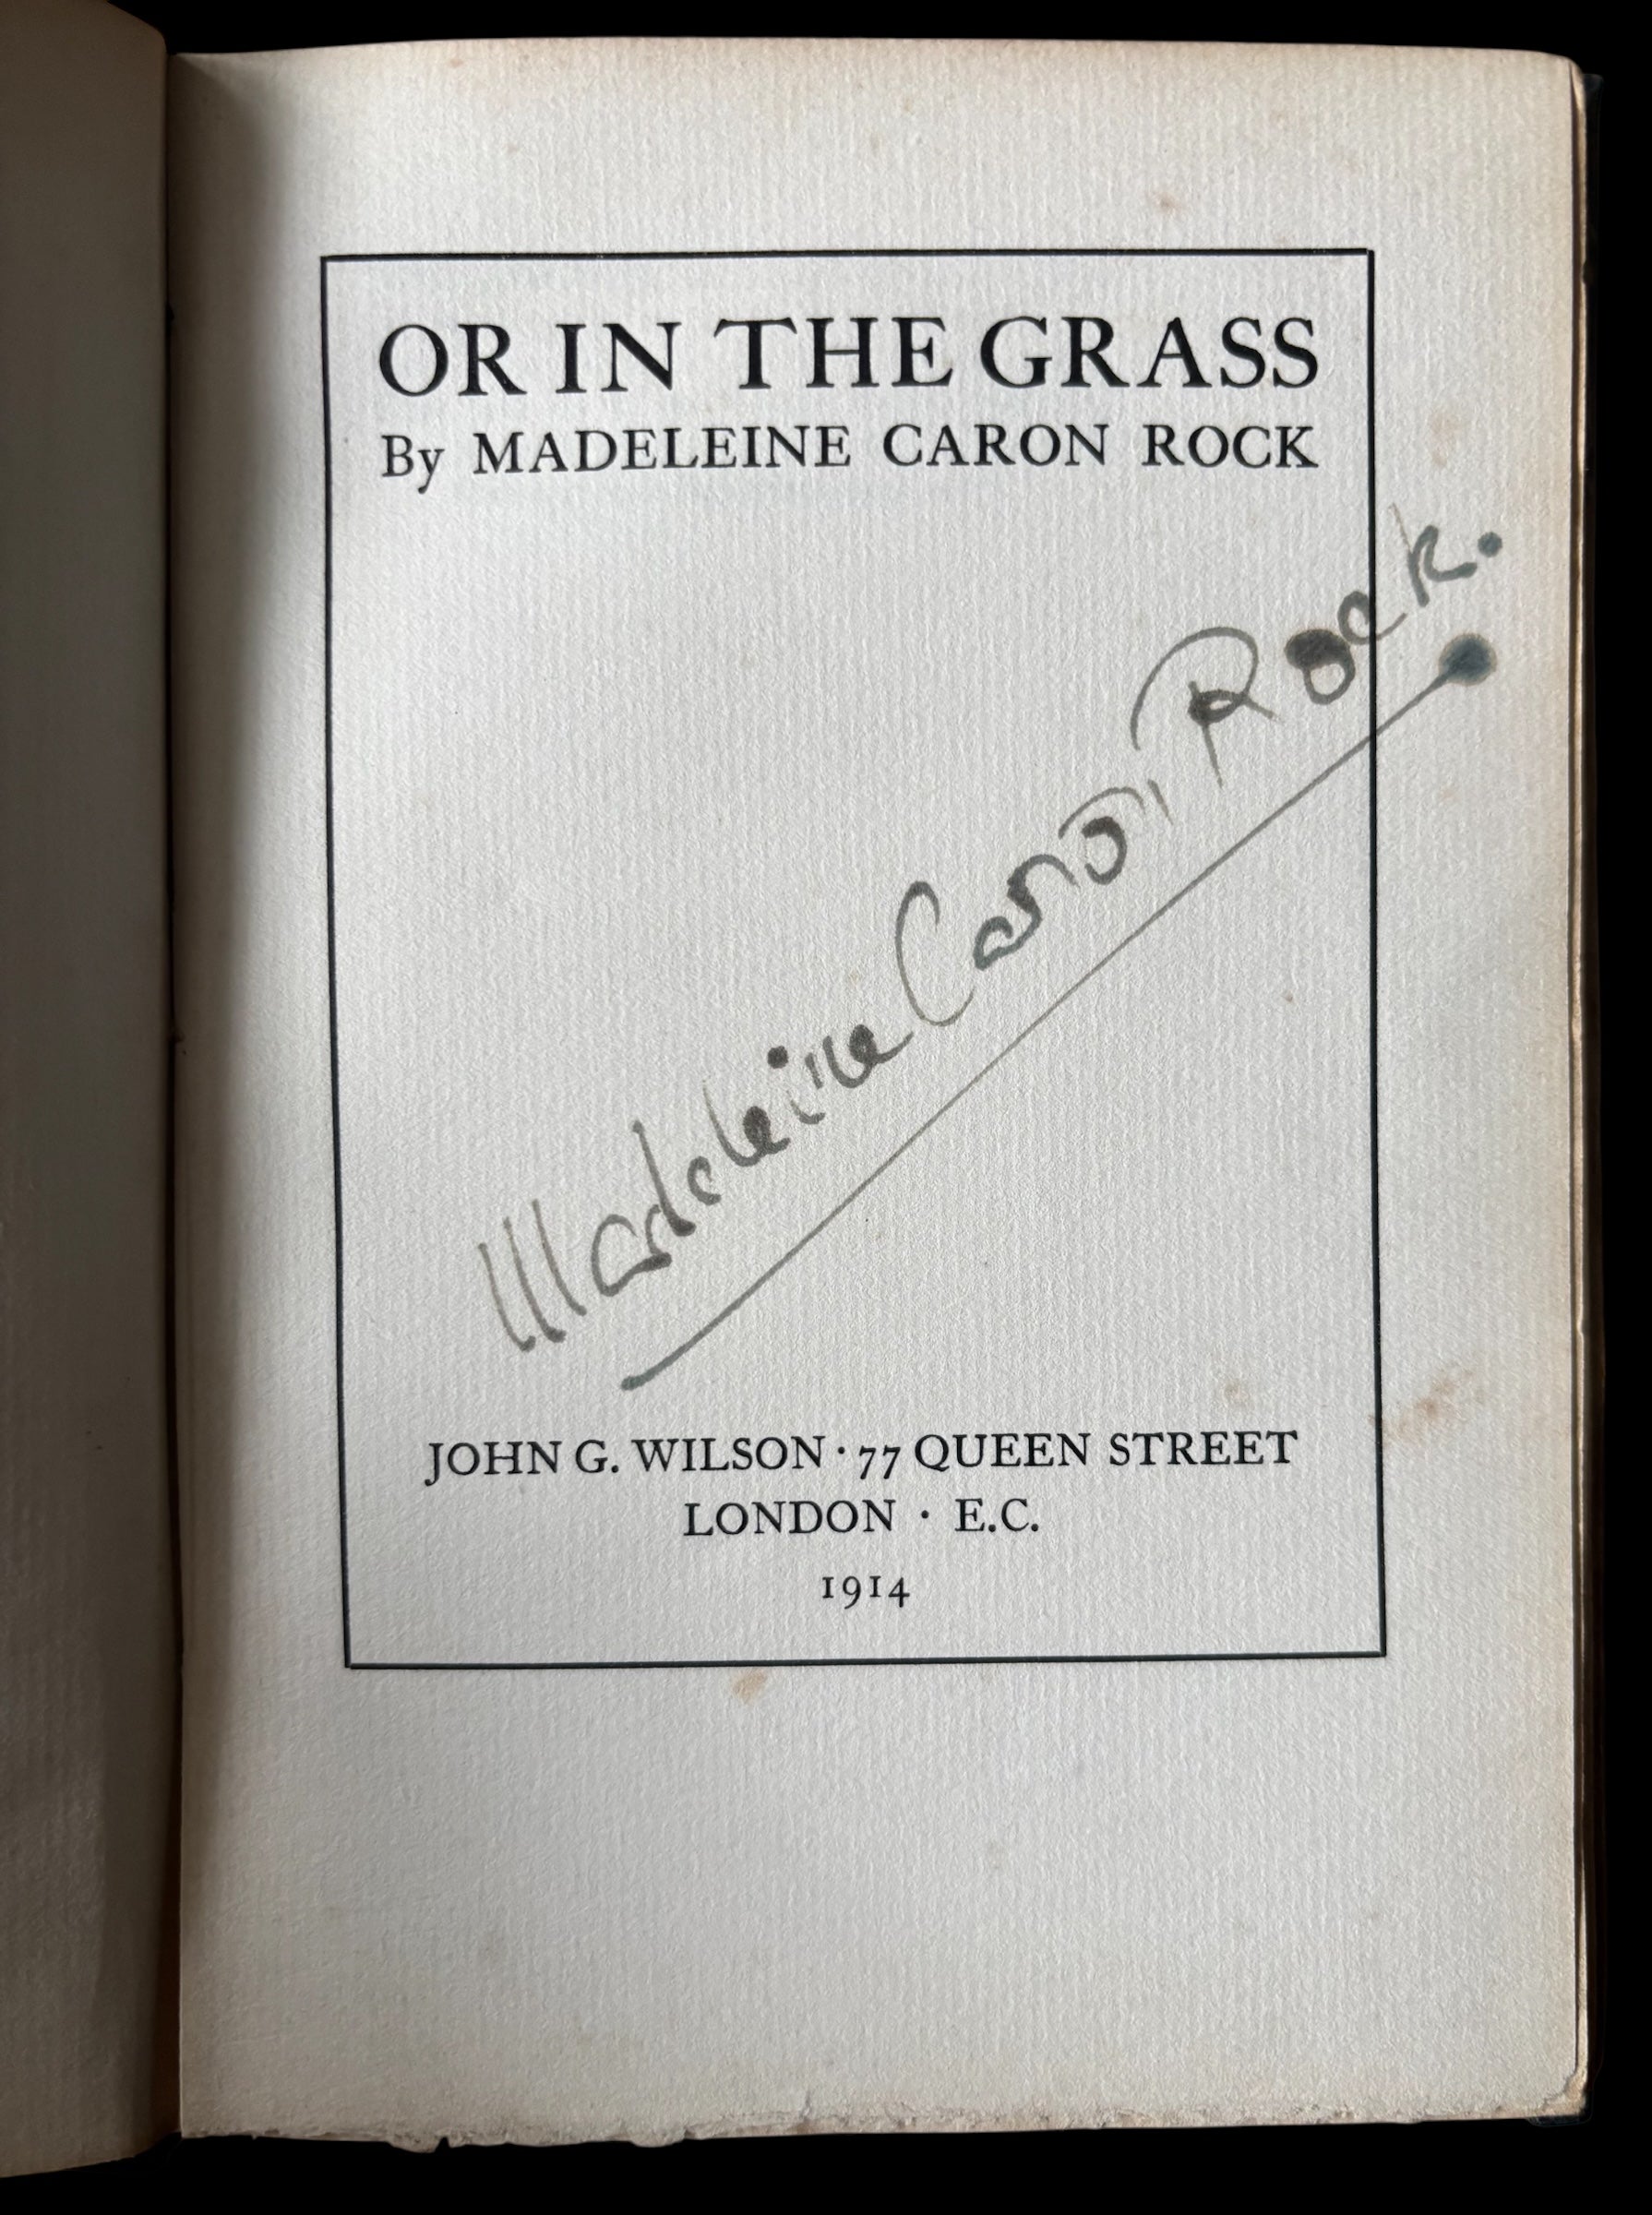 OR IN THE GRASS
By MADELEINE CARON ROCK
Madeleine Caron Rock.
JOHN G. WILSON · 77 QUEEN STREET
LONDON · E.C.
1914